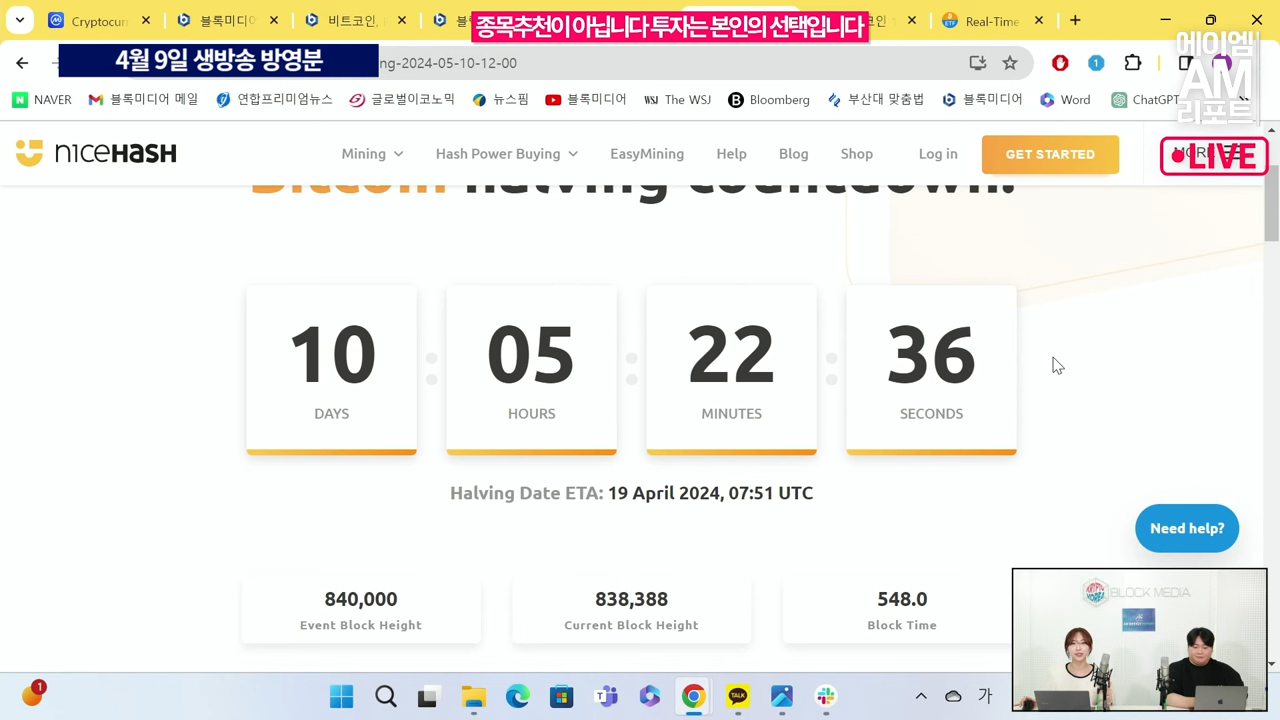 Cryptocur
블록미디
비트코인,
종목추천이 아닙니다 투자는 본인의 선택입니다
Real-Time
4월 9일 생방송 방영분
ng-2024-05-10-12-00
에이엠
AM
리포트
NAVER
블록미디어 메일
연합프리미엄뉴스
글로벌이코노믹
뉴스핌
블록미디어
WSJ
The WSJ
Bloomberg
부산대 맞춤법
블록미디어
Word
ChatGPT
niceHASH
Mining
Hash Power Buying
EasyMining
Help
Blog
Shop
Log in
GET STARTED
LIVE
Bitcoin halving countdown!
10
05
22
36
DAYS
HOURS
MINUTES
SECONDS
Halving Date ETA: 19 April 2024, 07:51 UTC
Need help?
840,000
838,388
548.0
Event Block Height
Current Block Height
Block Time
BLOCK MEDIA
1
TALK
가